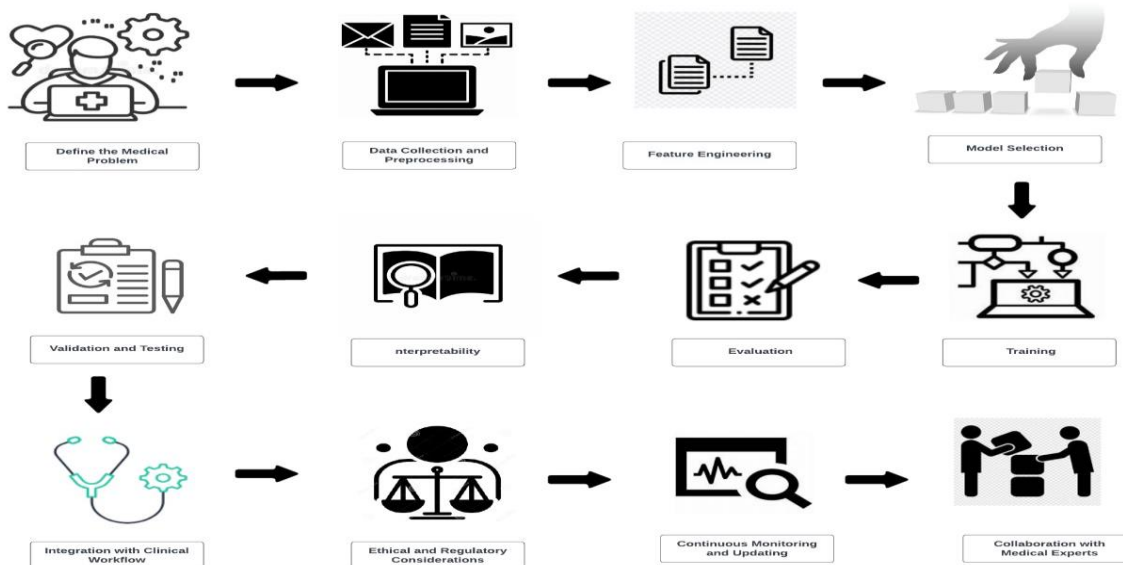 Define the Medical
Problem
Data Collection and
Preprocessing
Feature Engineering
Model Selection
Training
Evaluation
nterpretability
Validation and Testing
Integration with Clinical
Workflow
Ethical and Regulatory
Considerations
Continuous Monitoring
and Updating
Collaboration with
Medical Experts